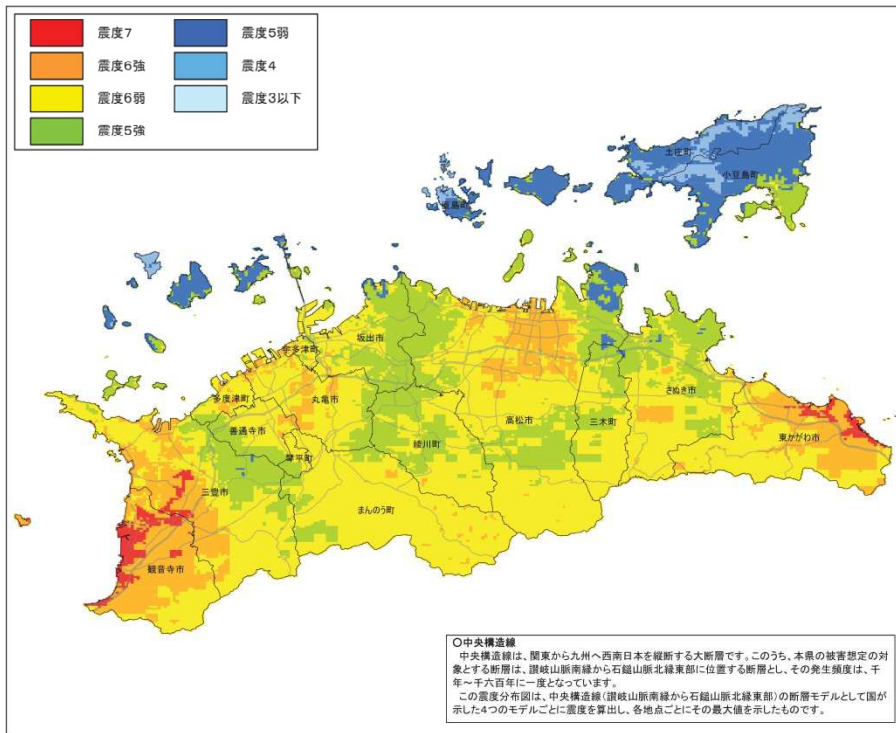 震度7
震度6強
震度6弱
震度5強
震度5弱
震度4
震度3以下
土庄町
小豆島町
直島町
坂出市
宇多津町
多度津町
丸亀市
さぬき市
善通寺市
高松市
三木町
東かがわ市
綾川町
琴平町
三豊市
まんのう町
観音寺市
○中央構造線
中央構造線は、関東から九州へ西南日本を縦断する大断層です。このうち、本県の被害想定の対
象とする断層は、讃岐山脈南縁から石鎚山脈北縁東部に位置する断層とし、その発生頻度は、千
年～千六百年に一度となっています。
この震度分布図は、中央構造線（讃岐山脈南縁から石鎚山脈北縁東部）の断層モデルとして国が
示した4つのモデルごとに震度を算出し、各地点ごとにその最大値を示したものです。